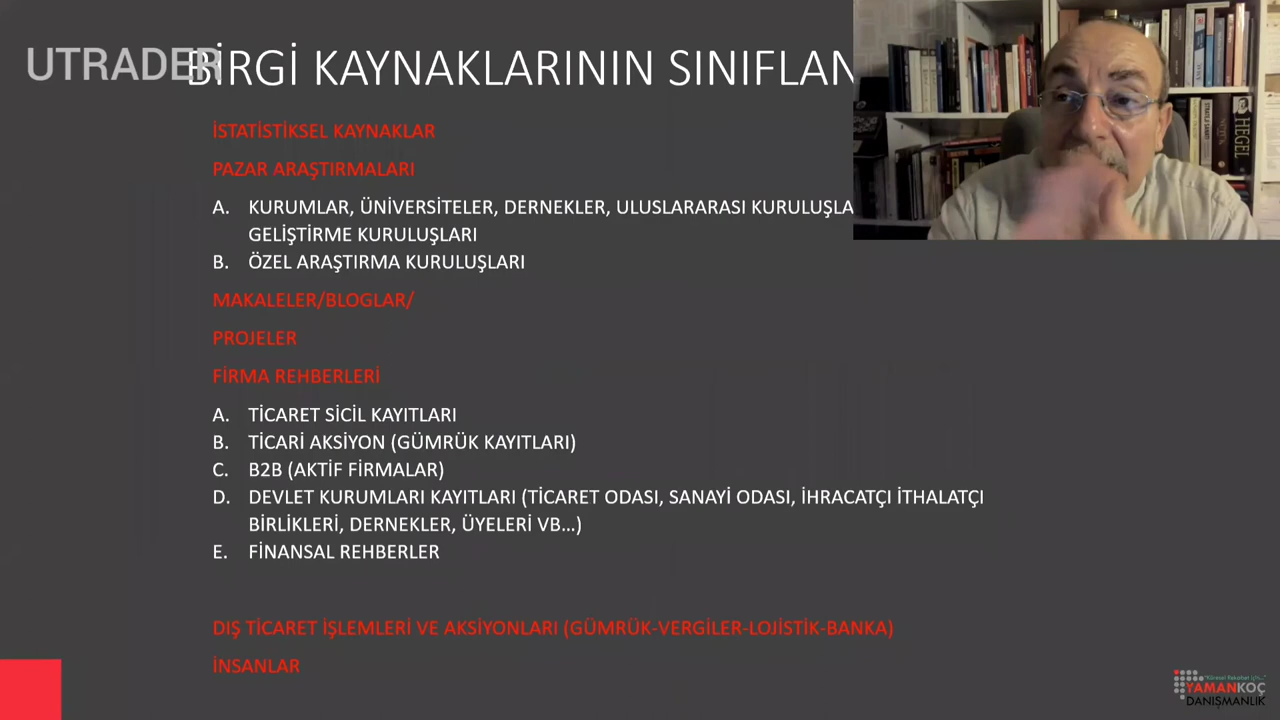 UTRADER
BİRGİ KAYNAKLARININ SINIFLAN
İSTATİSTİKSEL KAYNAKLAR
PAZAR ARAŞTIRMALARI
A. KURUMLAR, ÜNİVERSİTELER, DERNEKLER, ULUSLARARASI KURULUŞLA
GELİŞTİRME KURULUŞLARI
B. ÖZEL ARAŞTIRMA KURULUŞLARI
MAKALELER/BLOGLAR/
PROJELER
FİRMA REHBERLERİ
A. TİCARET SİCİL KAYITLARI
B. TİCARİ AKSİYON (GÜMRÜK KAYITLARI)
C. B2B (AKTİF FİRMALAR)
D. DEVLET KURUMLARI KAYITLARI (TİCARET ODASI, SANAYİ ODASI, İHRACATÇI İTHALATÇI
BİRLİKLERİ, DERNEKLER, ÜYELERİ VB...)
E. FİNANSAL REHBERLER
DIŞ TİCARET İŞLEMLERİ VE AKSİYONLARI (GÜMRÜK-VERGİLER-LOJİSTİK-BANKA)
İNSANLAR
HEGEL
"Küresel Rekabet için..."
YAMANKOÇ
DANIŞMANLIK